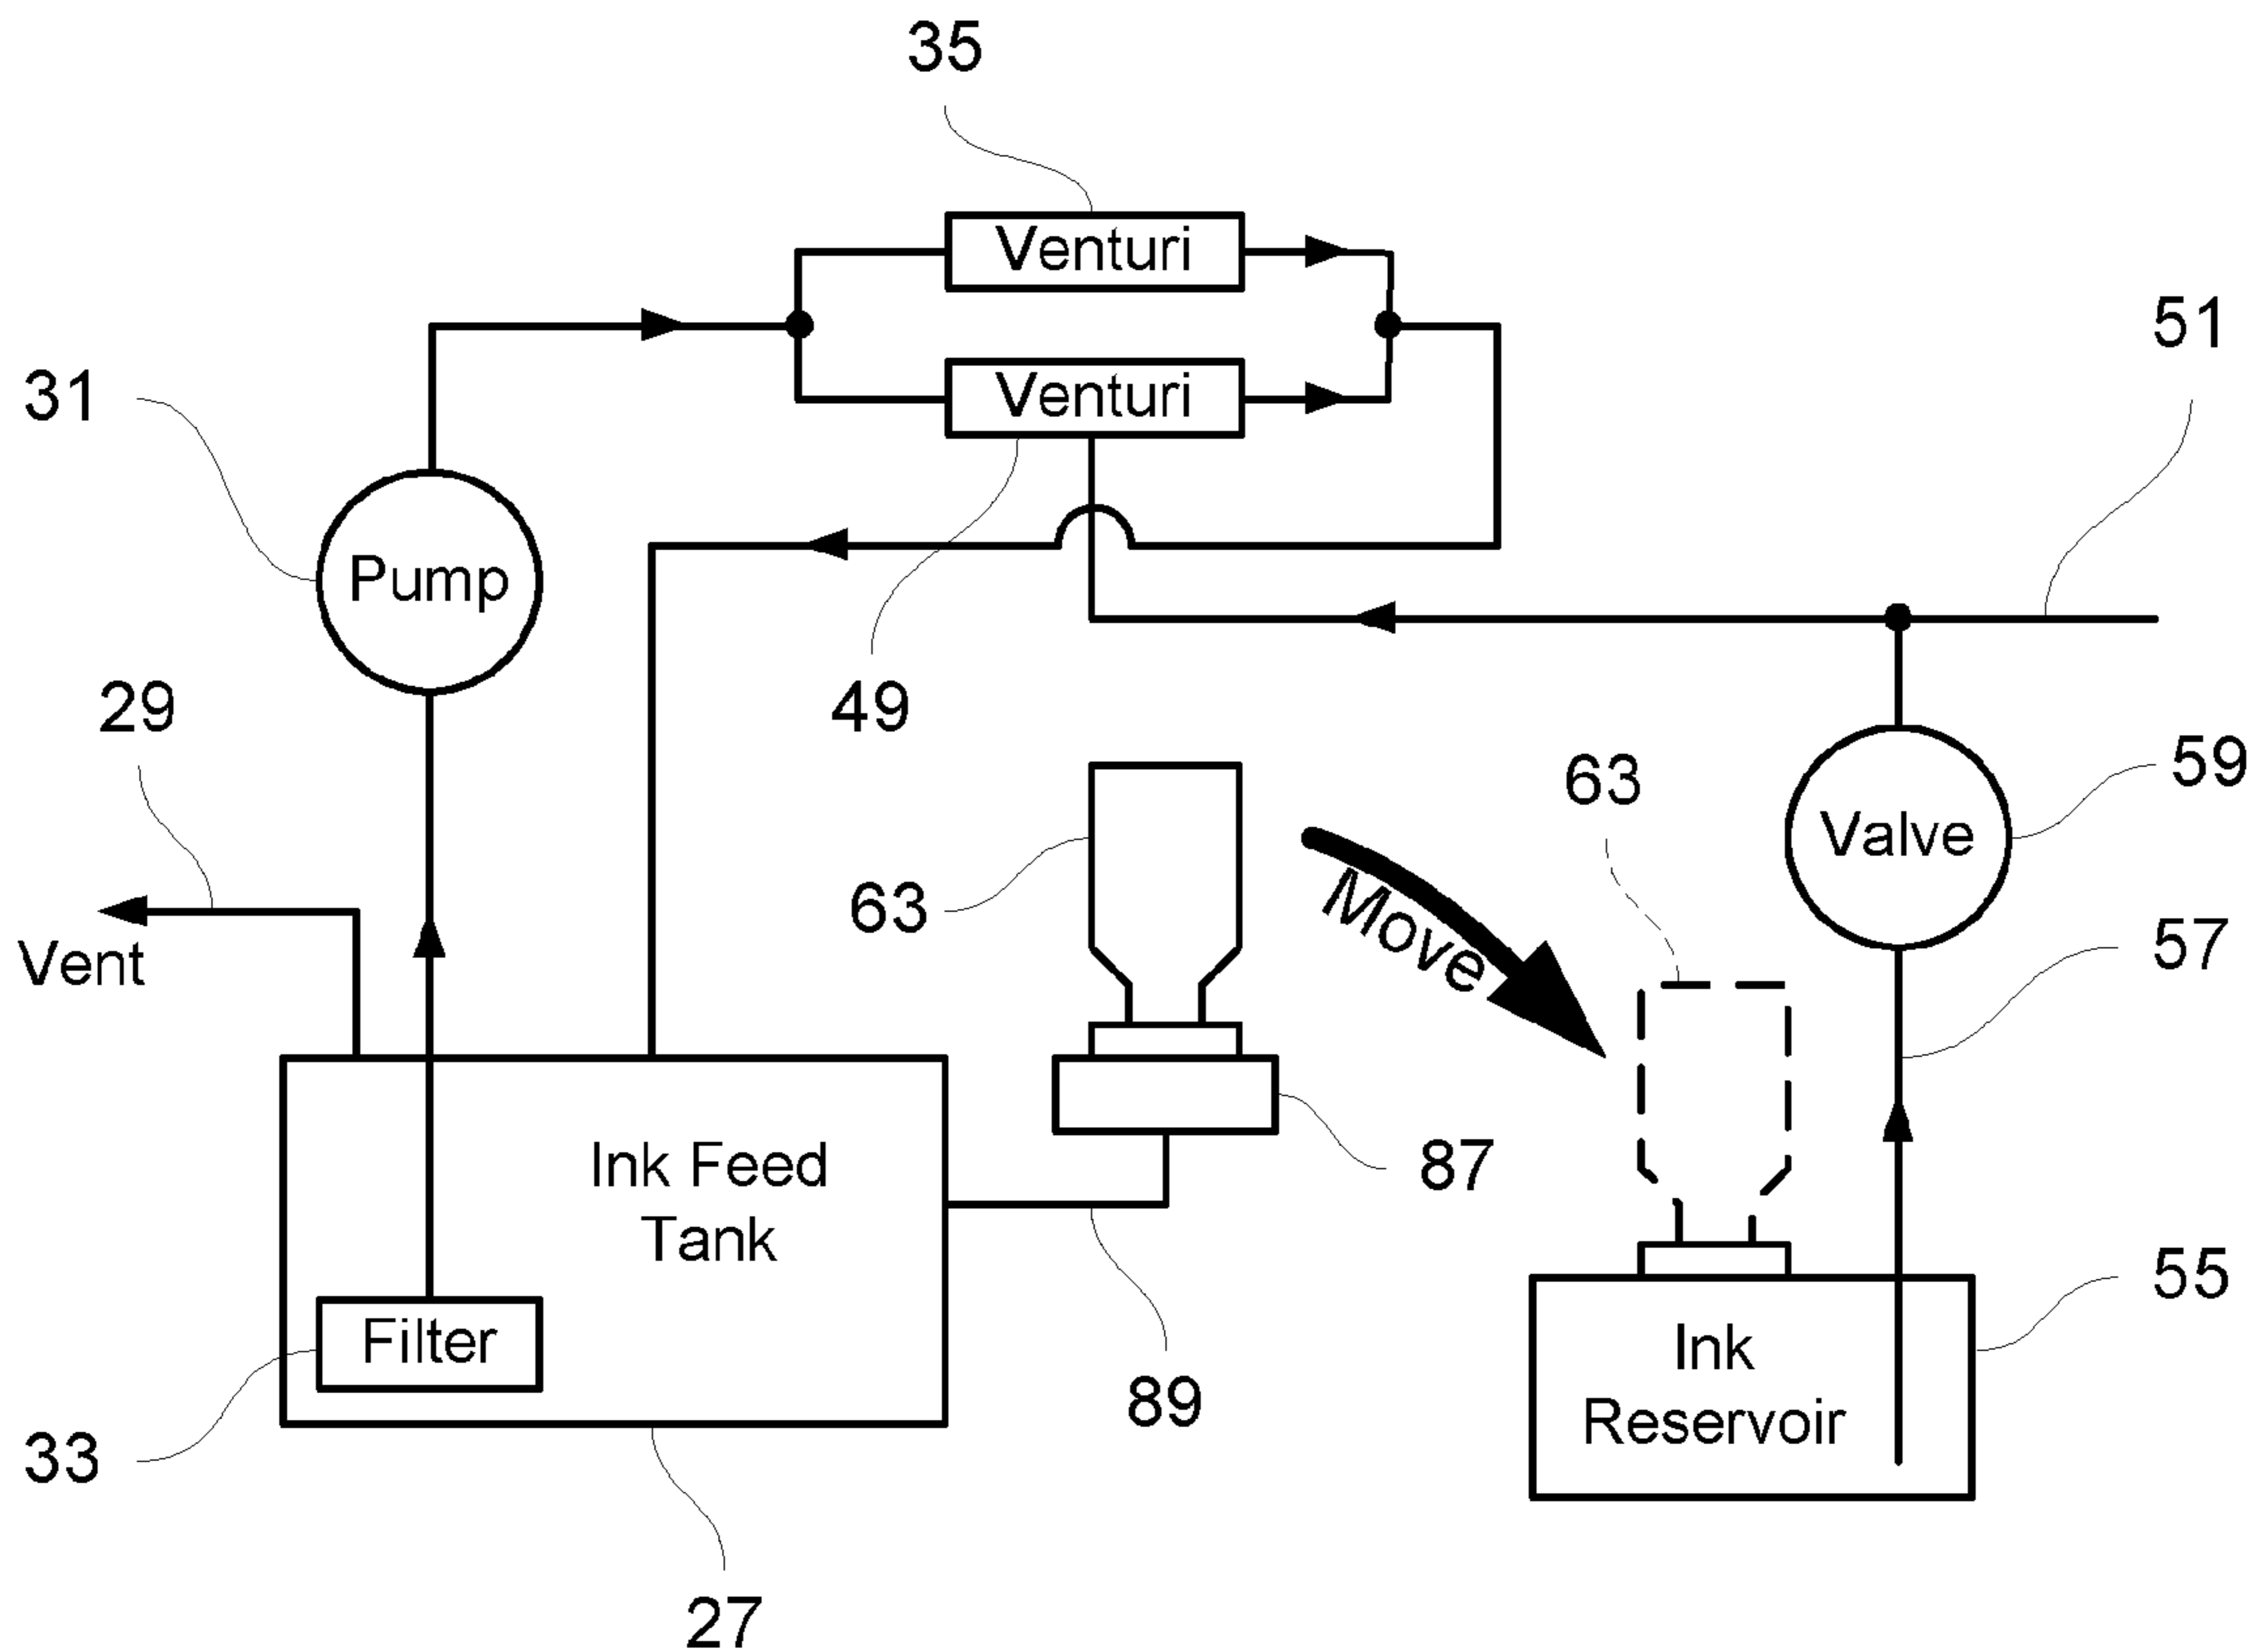 35
Venturi
51
31
Venturi
Pump
29
49
59
63
Valve
63
Move
57
Vent
87
Ink Feed
Tank
55
Filter
Ink
Reservoir
89
33
27